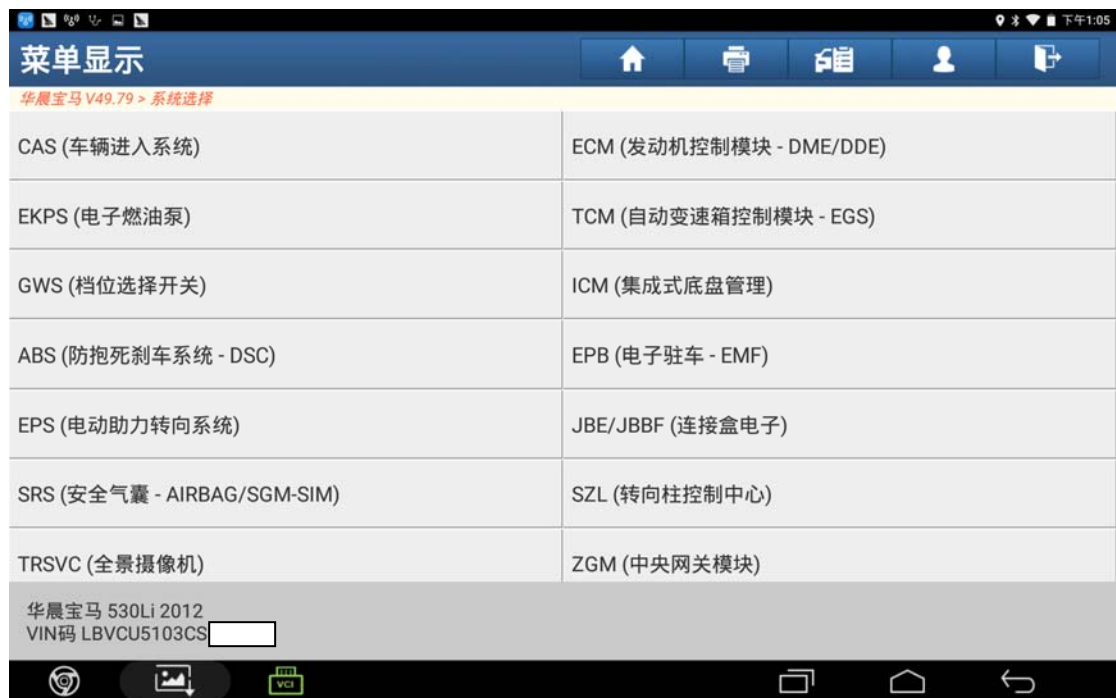 下午1:05
菜单显示
华晨宝马 V49.79 > 系统选择
CAS (车辆进入系统)
ECM (发动机控制模块 - DME/DDE)
EKPS (电子燃油泵)
TCM (自动变速箱控制模块 - EGS)
GWS (档位选择开关)
ICM (集成式底盘管理)
ABS (防抱死刹车系统 - DSC)
EPB (电子驻车 - EMF)
EPS (电动助力转向系统)
JBE/JBBF (连接盒电子)
SRS (安全气囊 - AIRBAG/SGM-SIM)
SZL (转向柱控制中心)
TRSVC (全景摄像机)
ZGM (中央网关模块)
华晨宝马 530Li 2012
VIN码 LBVCU5103CS
VCI